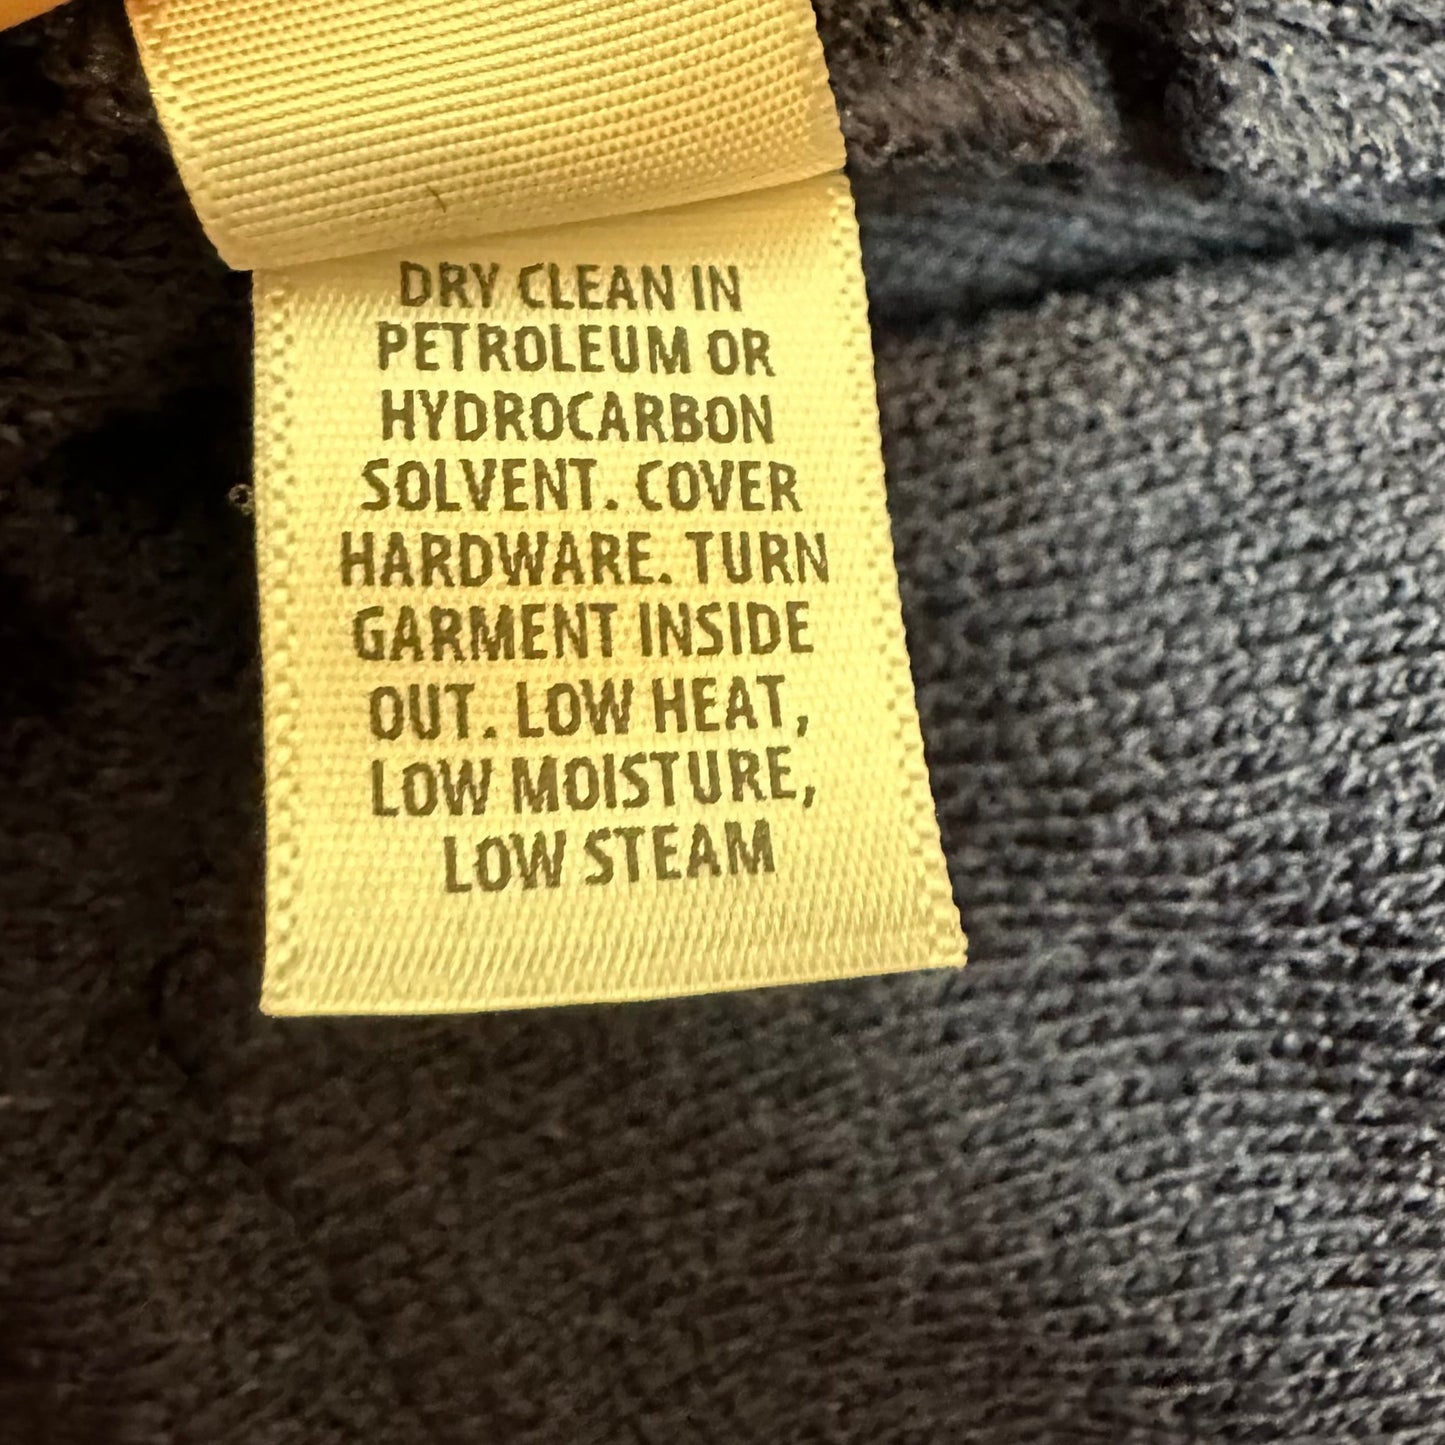 DRY CLEAN IN
PETROLEUM OR
HYDROCARBON
SOLVENT. COVER
HARDWARE. TURN
GARMENT INSIDE
OUT. LOW HEAT,
LOW MOISTURE,
LOW STEAM